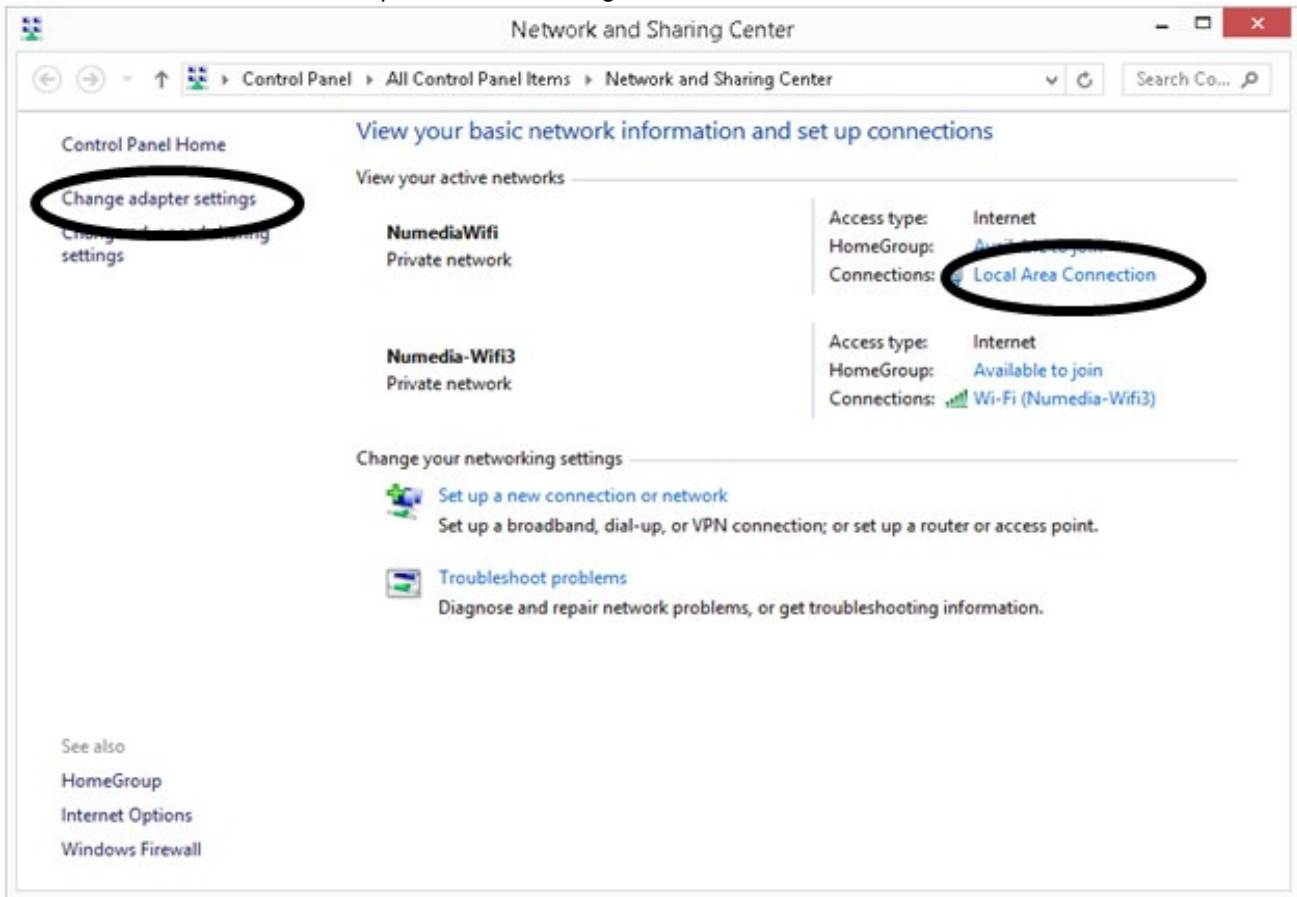 Network and Sharing Center
Control Panel ▸ All Control Panel Items ▸ Network and Sharing Center
Search Co...
Control Panel Home
Change adapter settings
settings
See also
HomeGroup
Internet Options
Windows Firewall
View your basic network information and set up connections
View your active networks
NumediaWifi
Private network
Access type: Internet
HomeGroup: Available to join
Connections: Local Area Connection
Numedia-Wifi3
Private network
Access type: Internet
HomeGroup: Available to join
Connections: Wi-Fi (Numedia-Wifi3)
Change your networking settings
Set up a new connection or network
Set up a broadband, dial-up, or VPN connection; or set up a router or access point.
Troubleshoot problems
Diagnose and repair network problems, or get troubleshooting information.